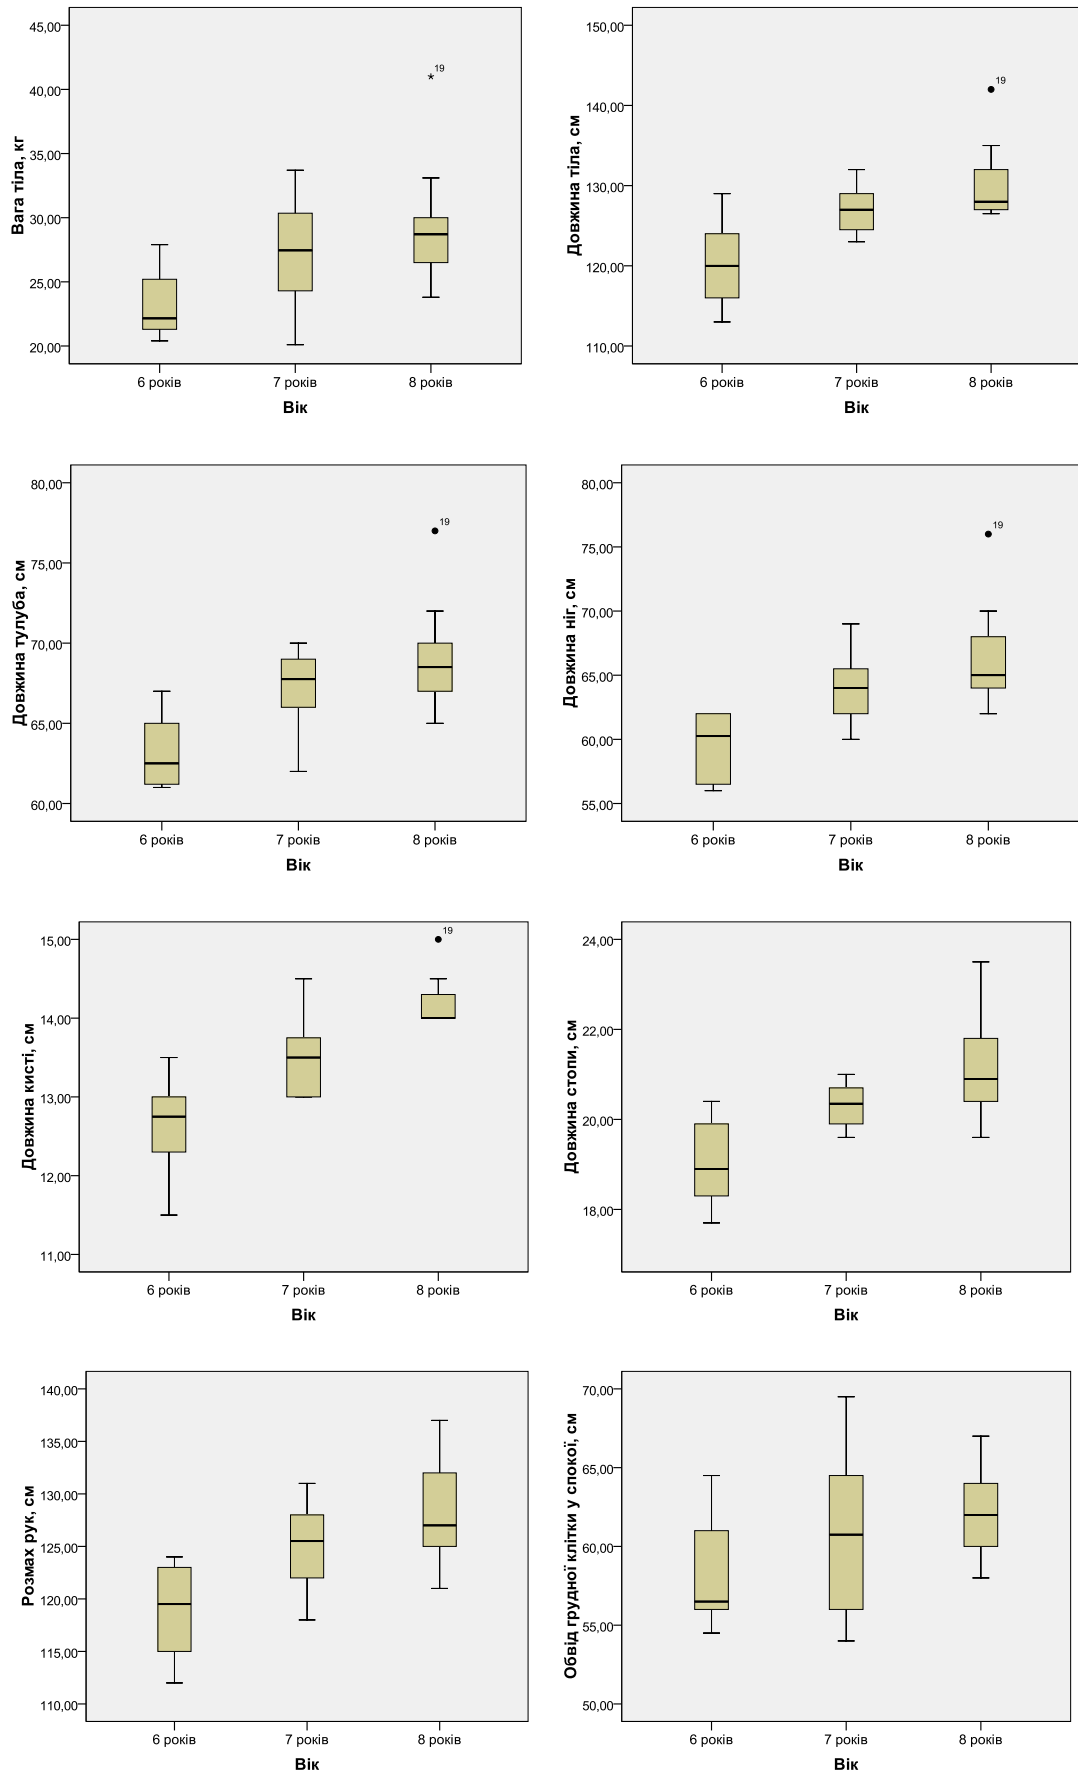 Вага тіла, кг
45,00
40,00
35,00
30,00
25,00
20,00
19
6 років
7 років
8 років
Вік
Довжина тіла, см
150,00
140,00
130,00
120,00
110,00
19
6 років
7 років
8 років
Вік
Довжина тулуба, см
80,00
75,00
70,00
65,00
60,00
19
6 років
7 років
8 років
Вік
Довжина ніг, см
80,00
75,00
70,00
65,00
60,00
55,00
19
6 років
7 років
8 років
Вік
Довжина кисті, см
15,00
14,00
13,00
12,00
11,00
19
6 років
7 років
8 років
Вік
Довжина стопи, см
24,00
22,00
20,00
18,00
6 років
7 років
8 років
Вік
Розмах рук, см
140,00
135,00
130,00
125,00
120,00
115,00
110,00
6 років
7 років
8 років
Вік
Обвід грудної клітки у спокої, см
70,00
65,00
60,00
55,00
50,00
6 років
7 років
8 років
Вік